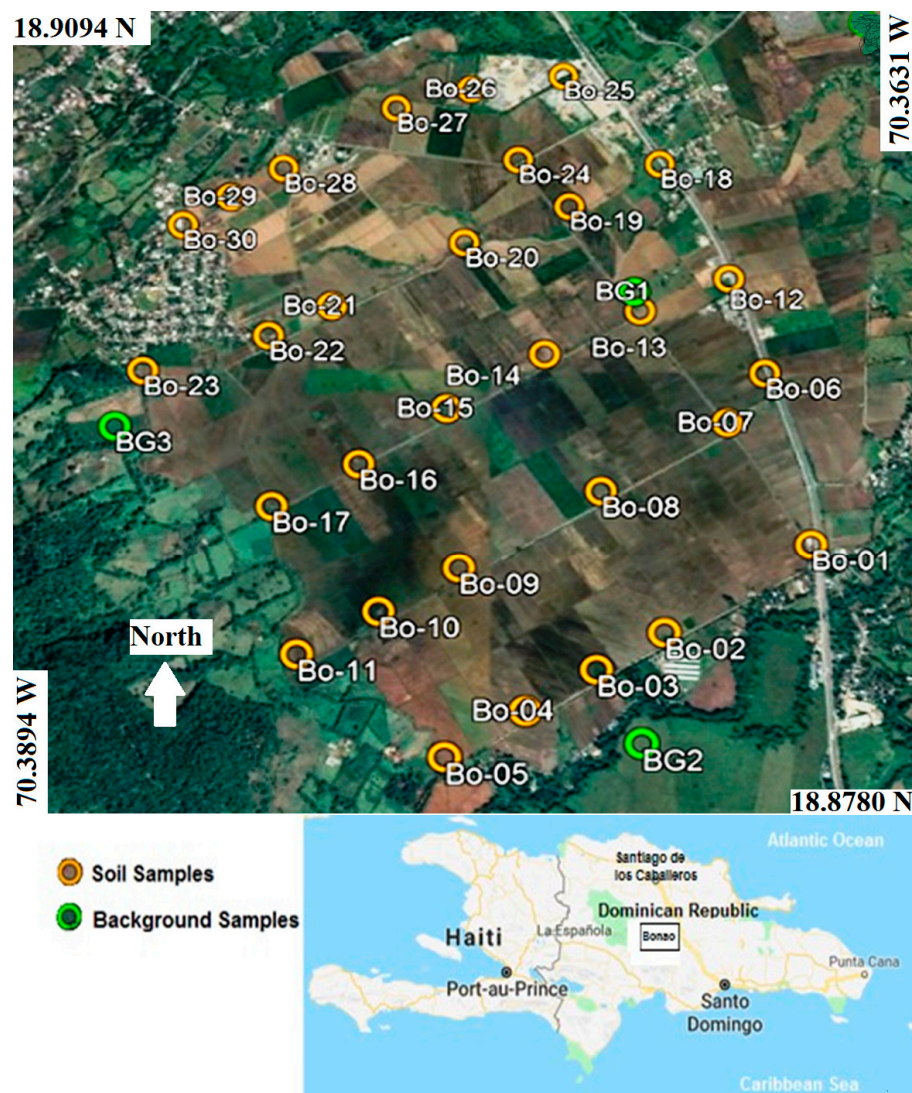 18.9094 N
70.3631 W
Bo-26
Bo-25
Bo-27
Bo-24
Bo-18
Bo-28
Bo-29
Bo-19
Bo-30
Bo-20
BG1
Bo-12
Bo-21
Bo-13
Bo-22
Bo-14
Bo-23
Bo-06
Bo-15
Bo-07
BG3
Bo-16
Bo-08
Bo-17
Bo-01
Bo-09
Bo-10
North
Bo-02
Bo-11
Bo-03
70.3894 W
Bo-04
BG2
Bo-05
18.8780 N
Soil Samples
Background Samples
Atlantic Ocean
Santiago de
los Caballeros
Dominican Republic
La Española
Haiti
Bonao
Punta Cana
Port-au-Prince
Santo
Domingo
Caribbean Sea